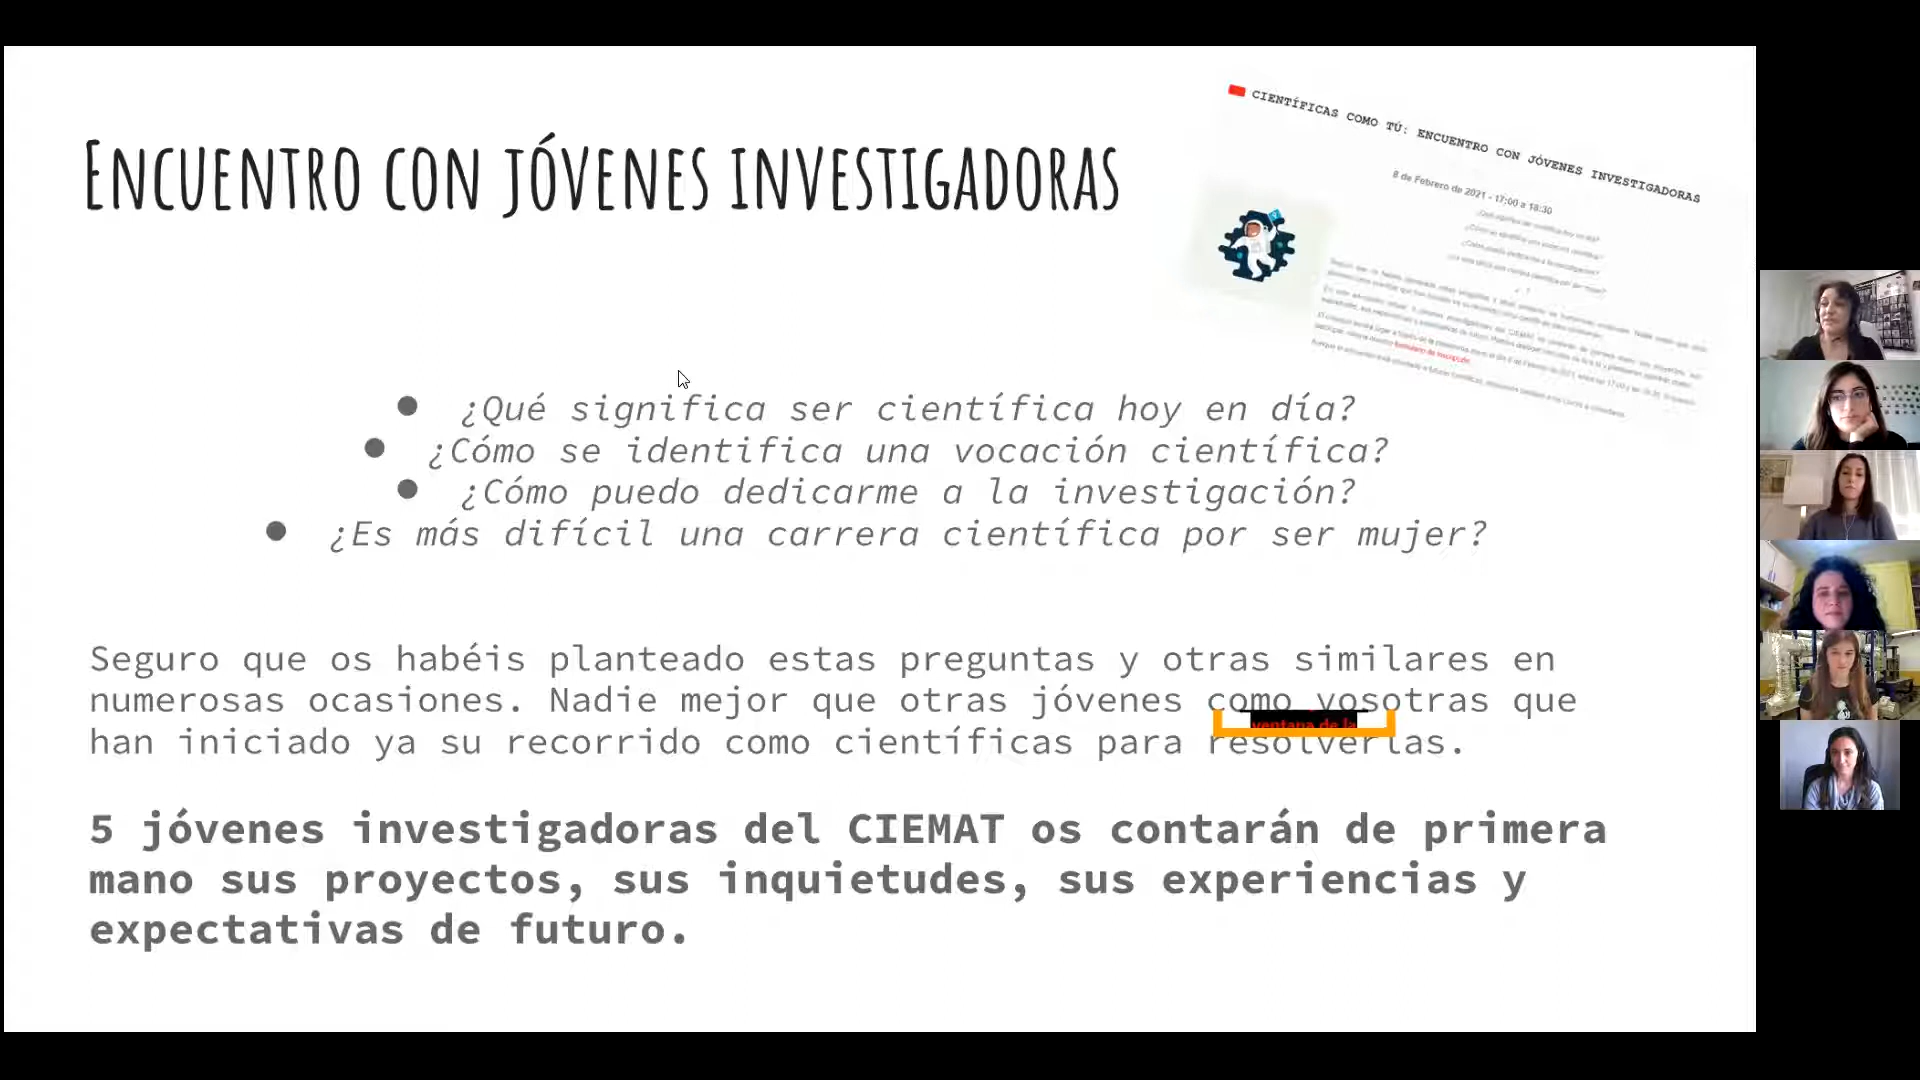 ENCUENTRO CON JÓVENES INVESTIGADORAS
CIENTÍFICAS COMO TÚ: ENCUENTRO CON JÓVENES INVESTIGADORAS
8 de Febrero de 2021 - 17:00 a 18:30
¿Qué significa ser científica hoy en día?
¿Cómo se identifica una vocación científica?
¿Cómo puedo dedicarme a la investigación?
¿Es más difícil una carrera científica por ser mujer?
Seguro que os habéis planteado estas preguntas y otras similares en
numerosas ocasiones. Nadie mejor que otras jóvenes como vosotras que
ventana de la
han iniciado ya su recorrido como científicas para resolverlas.
5 jóvenes investigadoras del CIEMAT os contarán de primera
mano sus proyectos, sus inquietudes, sus experiencias y
expectativas de futuro.